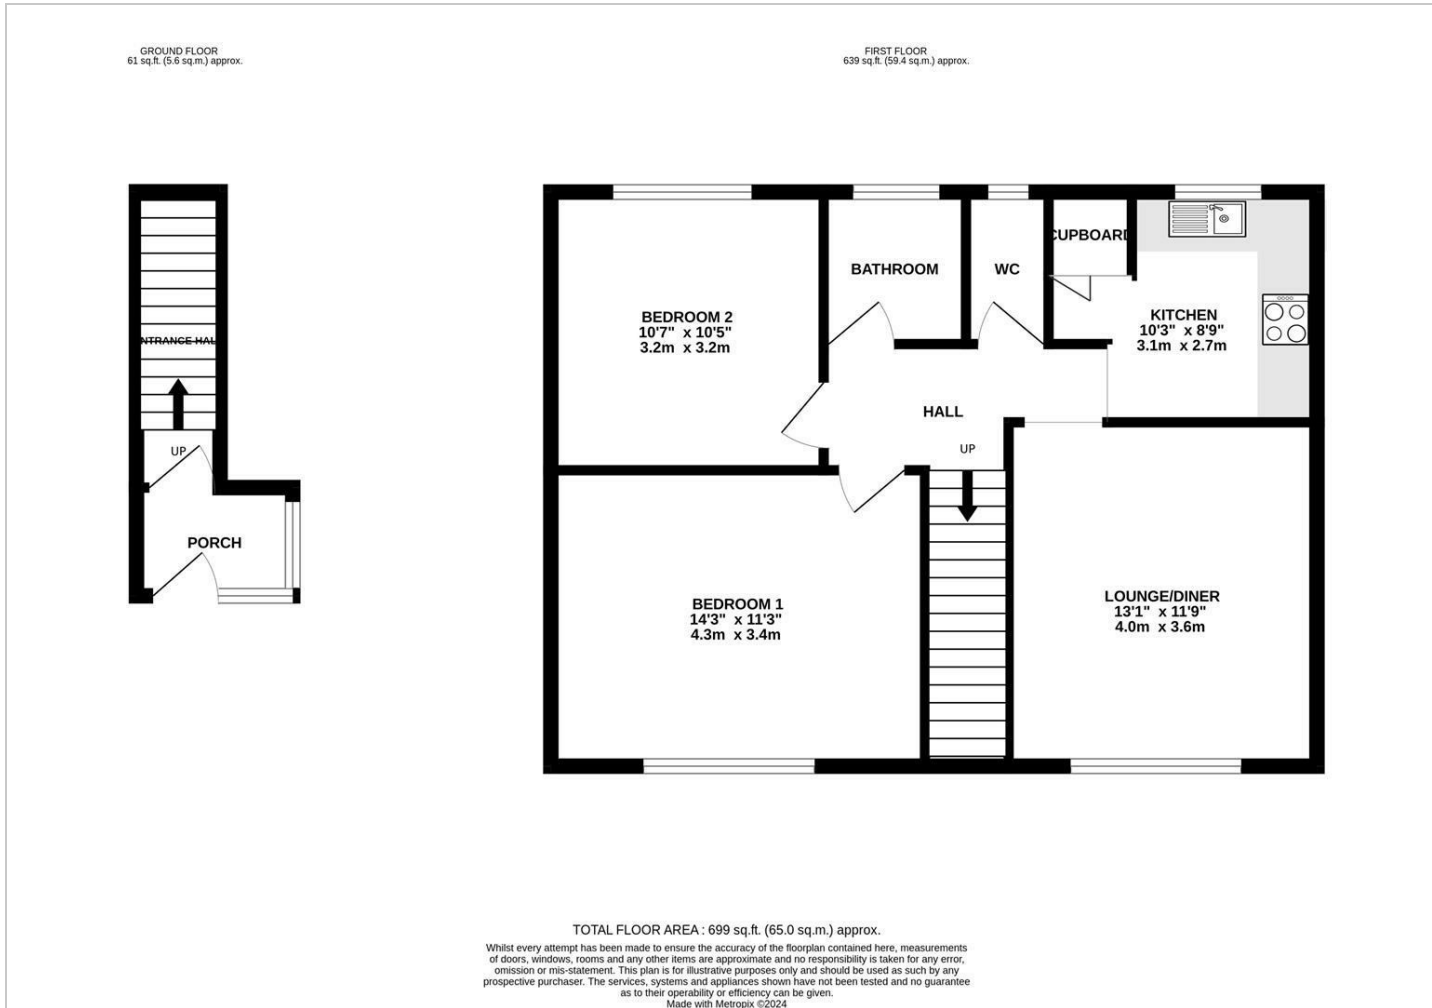 GROUND FLOOR
61 sq.ft. (5.6 sq.m.) approx.
FIRST FLOOR
639 sq.ft. (59.4 sq.m.) approx.
NTRANCE HAL
UP
PORCH
BEDROOM 2
10'7" x 10'5"
3.2m x 3.2m
BATHROOM
WC
CUPBOARD
KITCHEN
10'3" x 8'9"
3.1m x 2.7m
HALL
UP
BEDROOM 1
14'3" x 11'3"
4.3m x 3.4m
LOUNGE/DINER
13'1" x 11'9"
4.0m x 3.6m
TOTAL FLOOR AREA : 699 sq.ft. (65.0 sq.m.) approx.
Whilst every attempt has been made to ensure the accuracy of the floorplan contained here, measurements
of doors, windows, rooms and any other items are approximate and no responsibility is taken for any error,
omission or mis-statement. This plan is for illustrative purposes only and should be used as such by any
prospective purchaser. The services, systems and appliances shown have not been tested and no guarantee
as to their operability or efficiency can be given.
Made with Metropix ©2024